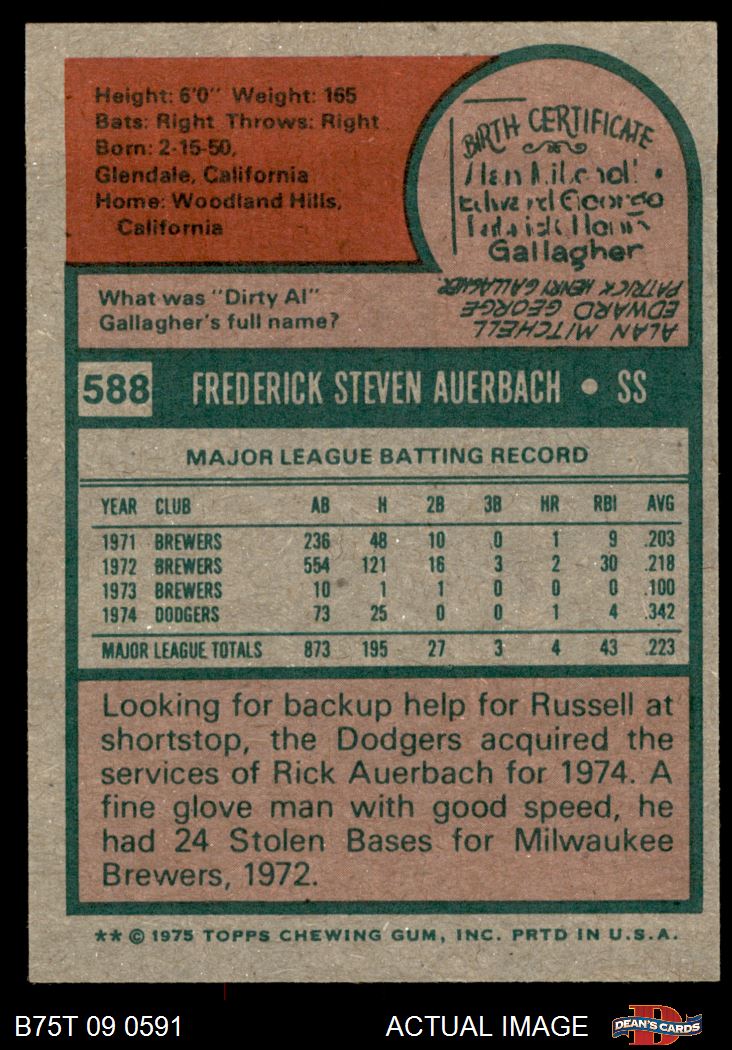 Height: 6'0" Weight: 165
Bats: Right Throws: Right
Born: 2-15-50,
Glendale, California
Home: Woodland Hills,
California
BIRTH CERTIFICATE
Gallagher
What was "Dirty Al"
Gallagher's full name?
ALAN MITCHELL
EDWARD GEORGE
PATRICK HENRY GALLAGHER.
588 FREDERICK STEVEN AUERBACH • SS
MAJOR LEAGUE BATTING RECORD
YEAR CLUB AB H 2B 3B HR RBI AVG
1971 BREWERS 236 48 10 0 1 9 .203
1972 BREWERS 554 121 16 3 2 30 .218
1973 BREWERS 10 1 1 0 0 0 .100
1974 DODGERS 73 25 0 0 1 4 .342
MAJOR LEAGUE TOTALS 873 195 27 3 4 43 .223
Looking for backup help for Russell at
shortstop, the Dodgers acquired the
services of Rick Auerbach for 1974. A
fine glove man with good speed, he
had 24 Stolen Bases for Milwaukee
Brewers, 1972.
** © 1975 TOPPS CHEWING GUM, INC. PRTD IN U.S.A.
B75T 09 0591 ACTUAL IMAGE DEAN'S CARDS